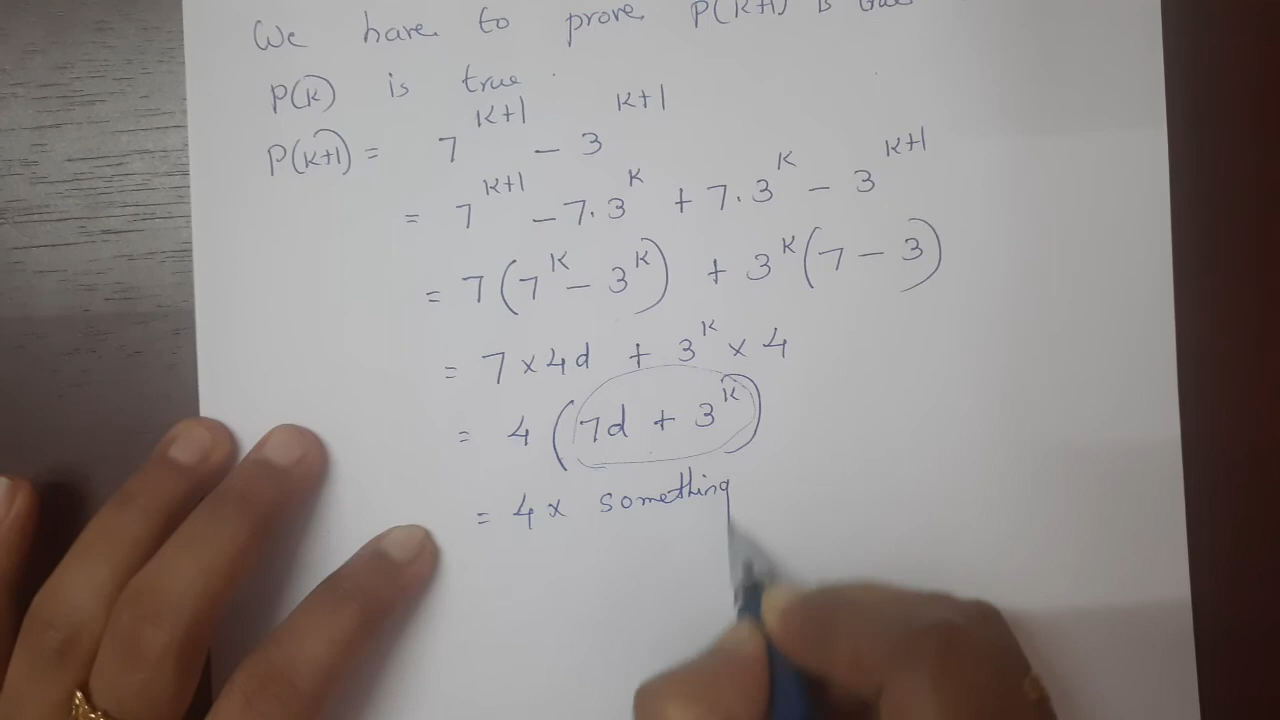 We have to prove P(k+1) is true
P(k) is true.
P(k+1) = 7^{k+1} - 3^{k+1}
= 7^{k+1} - 7.3^k + 7.3^k - 3^{k+1}
= 7(7^k - 3^k) + 3^k(7 - 3)
= 7 × 4d + 3^k × 4
= 4(7d + 3^k)
= 4 × something